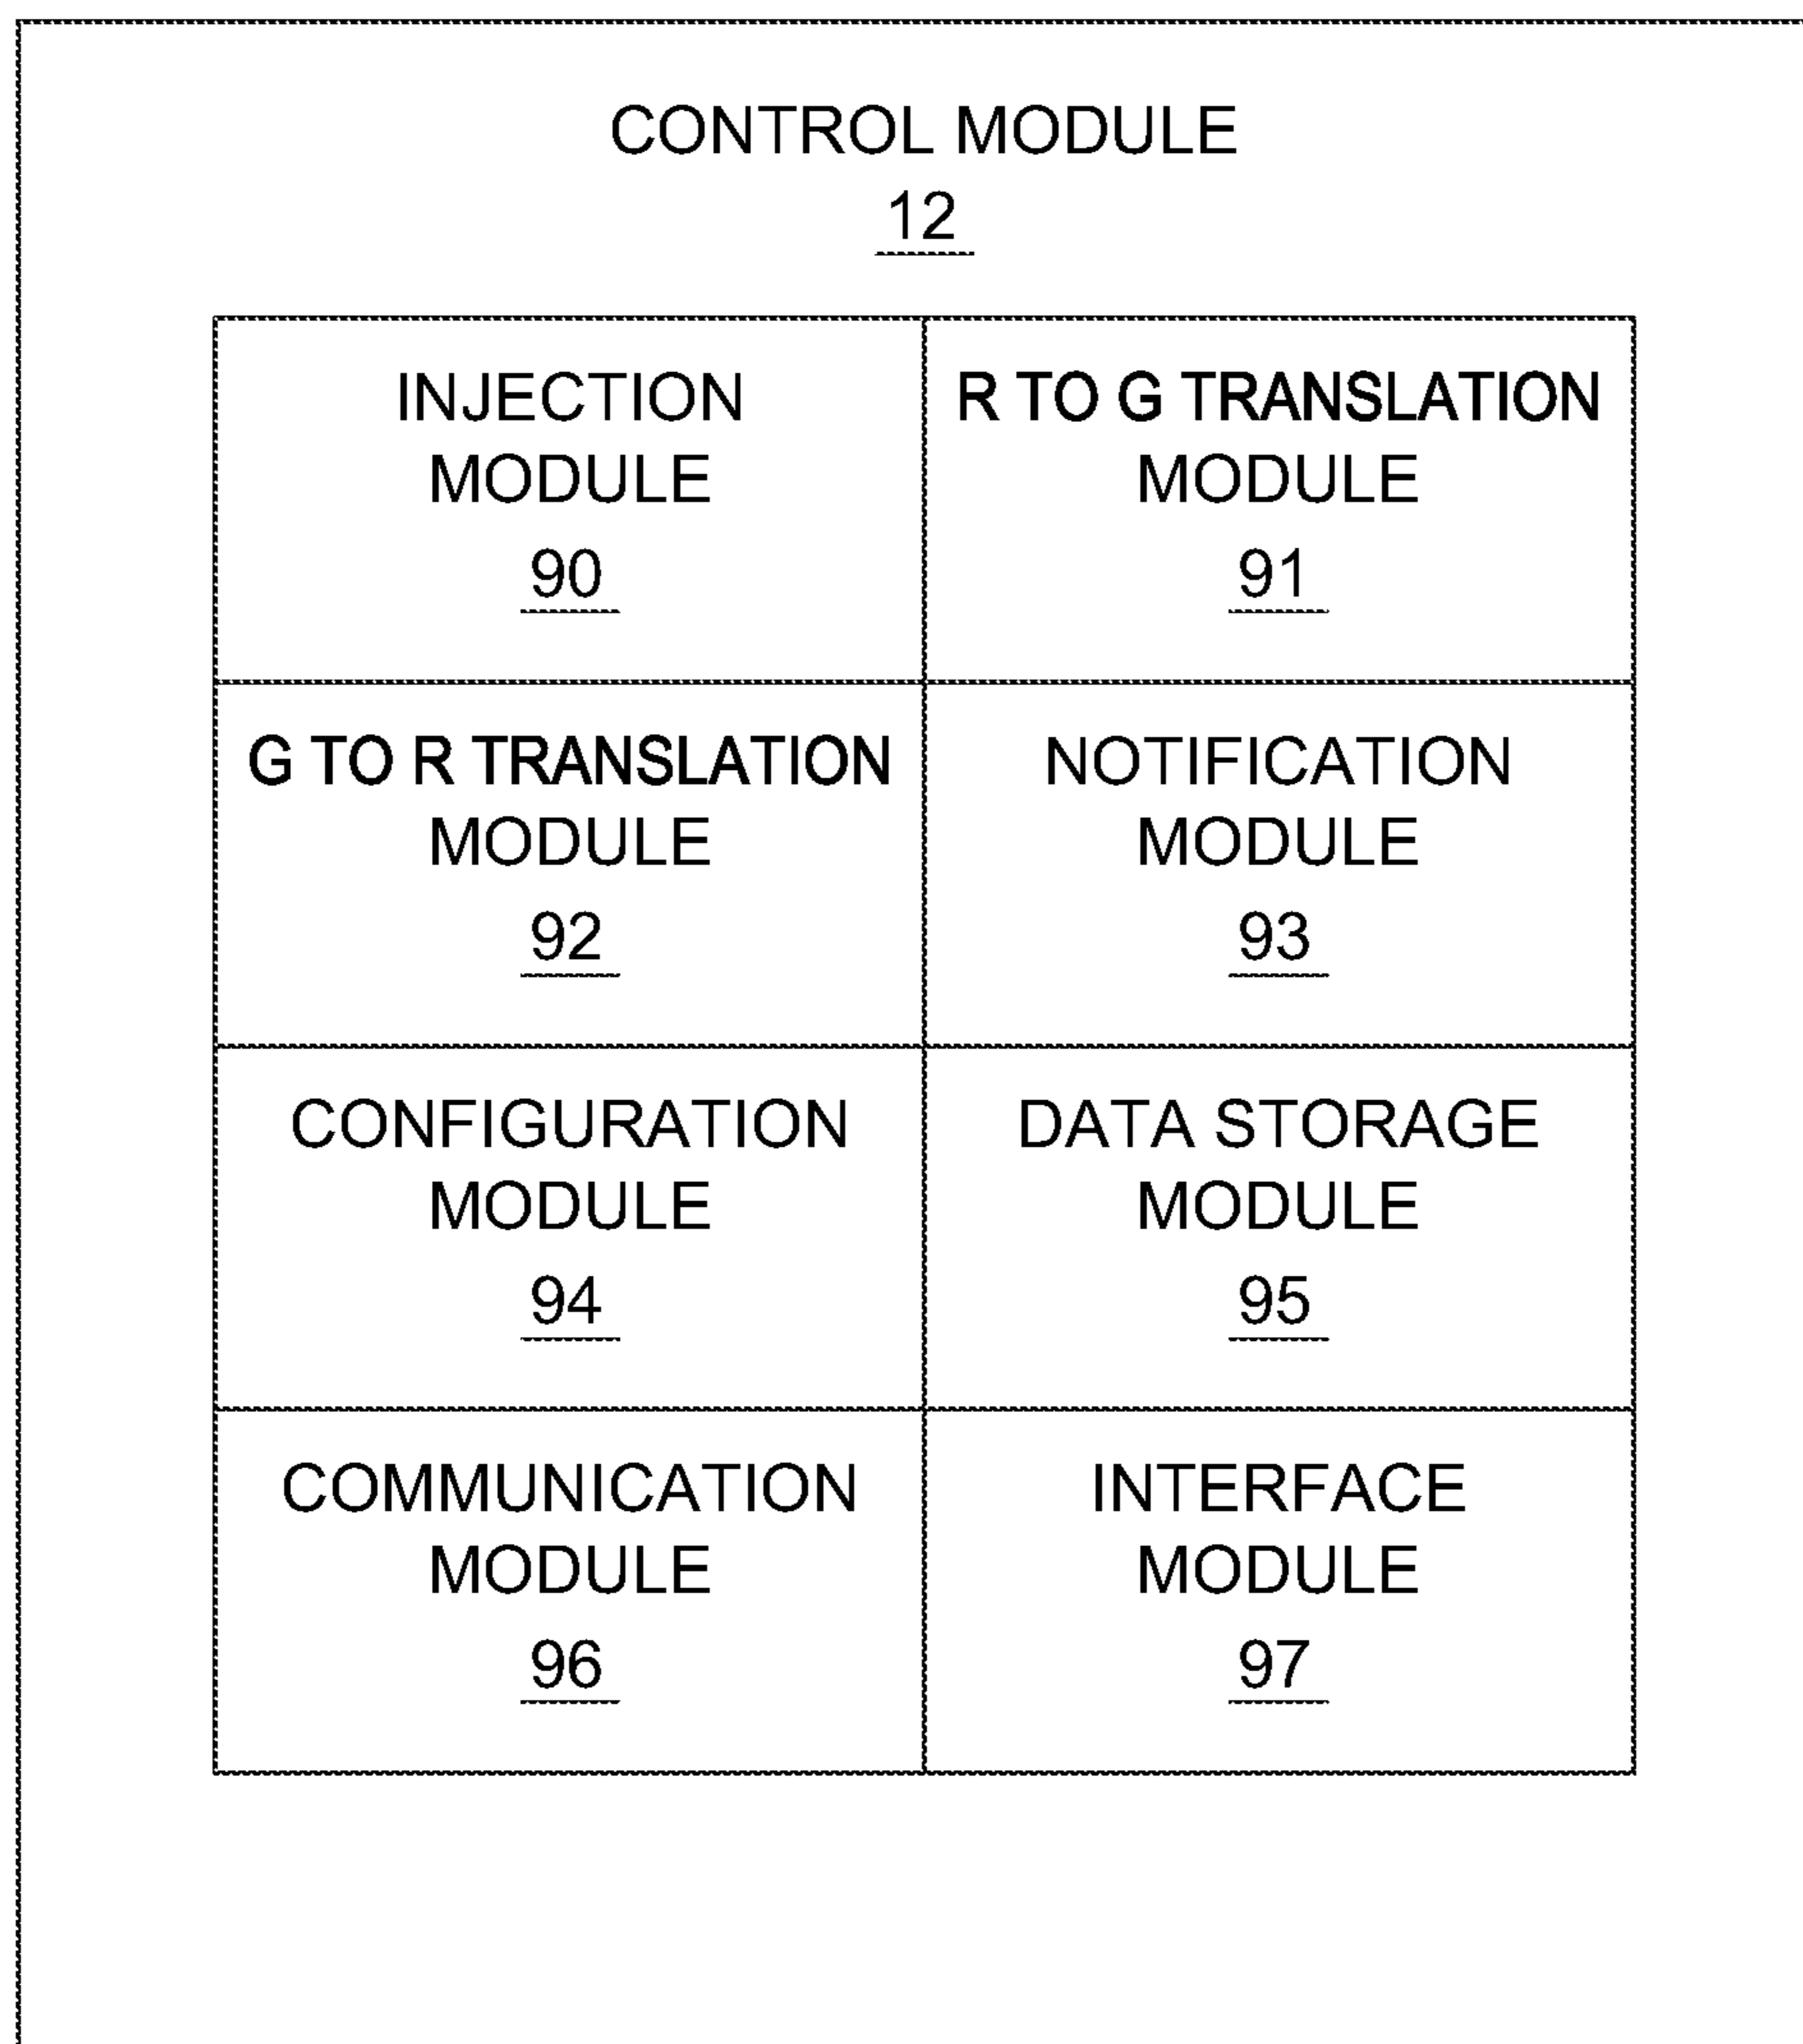 CONTROL MODULE
12
INJECTION
MODULE
90
R TO G TRANSLATION
MODULE
91
G TO R TRANSLATION
MODULE
92
NOTIFICATION
MODULE
93
CONFIGURATION
MODULE
94
DATA STORAGE
MODULE
95
COMMUNICATION
MODULE
96
INTERFACE
MODULE
97